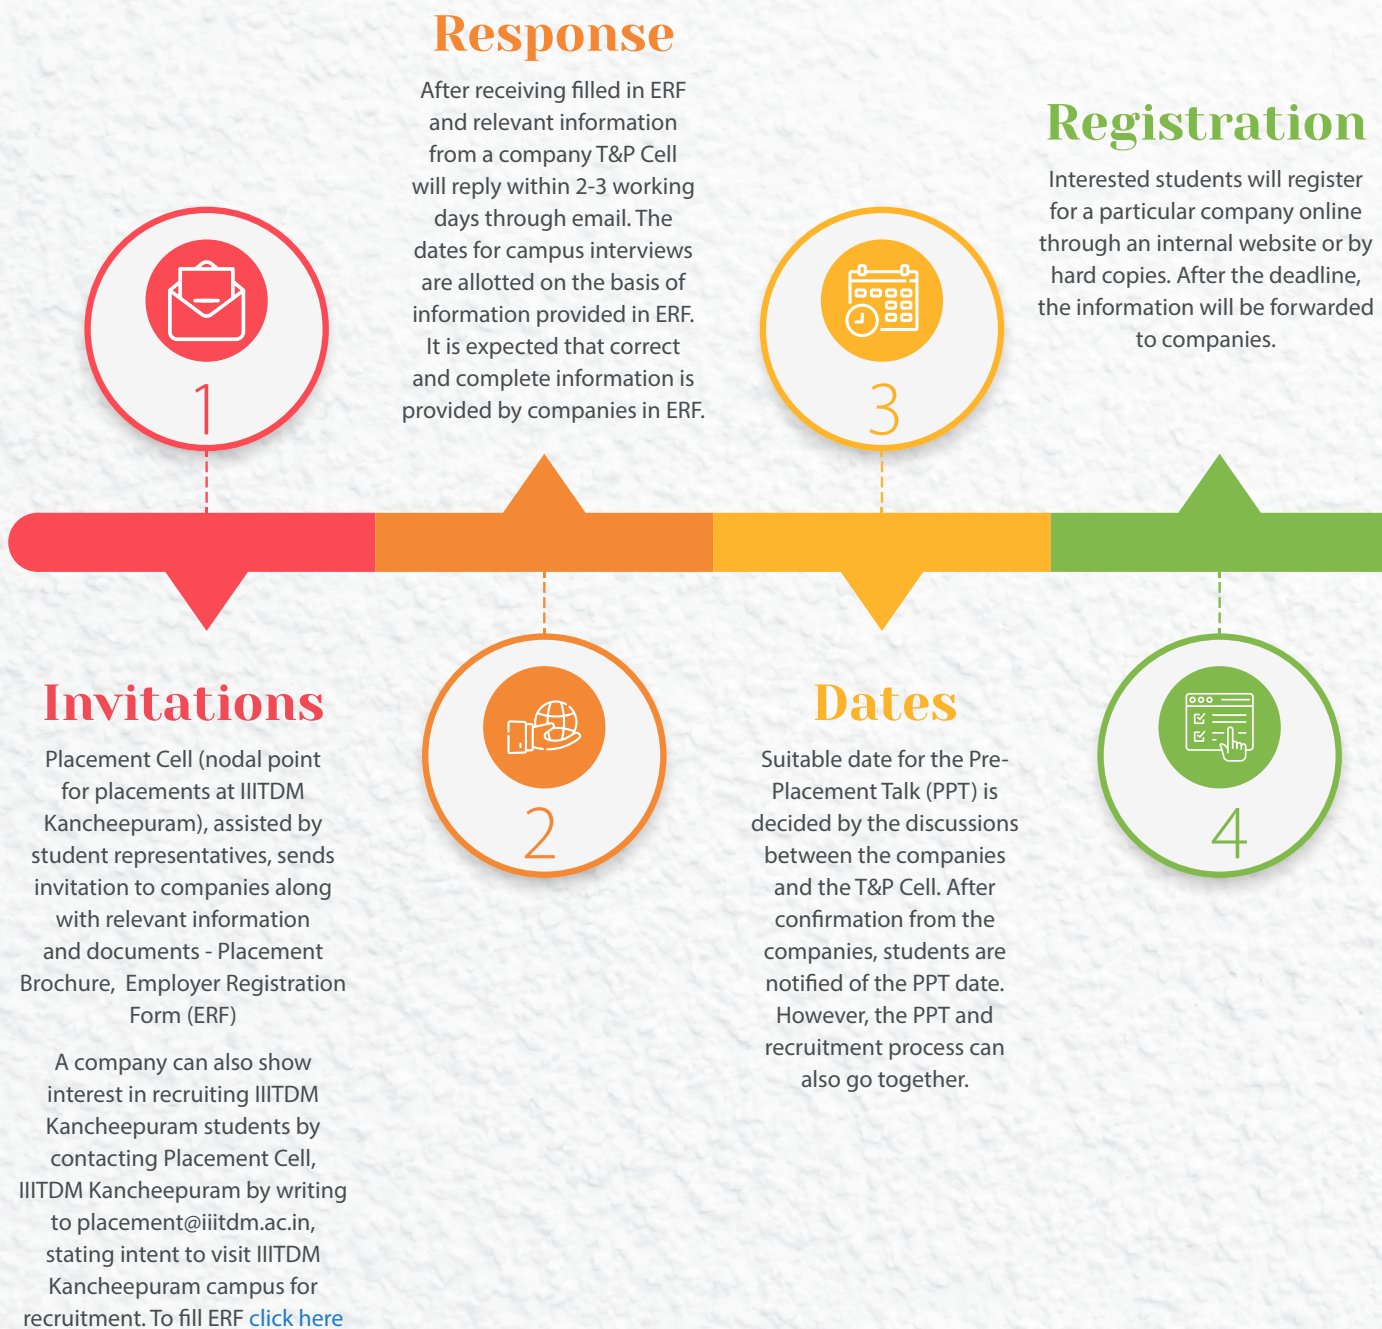 1
Invitations
Placement Cell (nodal point
for placements at IIITDM
Kancheepuram), assisted by
student representatives, sends
invitation to companies along
with relevant information
and documents - Placement
Brochure, Employer Registration
Form (ERF)
A company can also show
interest in recruiting IIITDM
Kancheepuram students by
contacting Placement Cell,
IIITDM Kancheepuram by writing
to placement@iiitdm.ac.in,
stating intent to visit IIITDM
Kancheepuram campus for
recruitment. To fill ERF click here
Response
After receiving filled in ERF
and relevant information
from a company T&P Cell
will reply within 2-3 working
days through email. The
dates for campus interviews
are allotted on the basis of
information provided in ERF.
It is expected that correct
and complete information is
provided by companies in ERF.
2
3
Dates
Suitable date for the Pre-
Placement Talk (PPT) is
decided by the discussions
between the companies
and the T&P Cell. After
confirmation from the
companies, students are
notified of the PPT date.
However, the PPT and
recruitment process can
also go together.
Registration
Interested students will register
for a particular company online
through an internal website or by
hard copies. After the deadline,
the information will be forwarded
to companies.
4